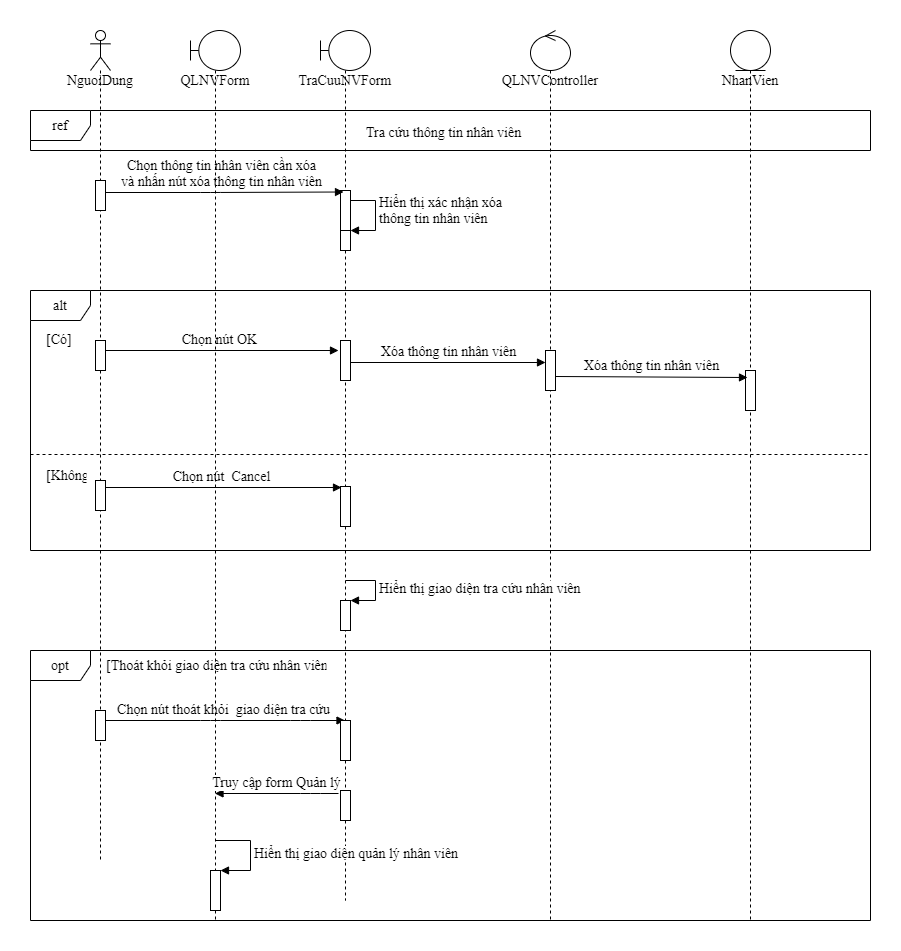 NguoiDung
QLNVForm
TraCuuNVForm
QLNVController
NhanVien
ref
Tra cứu thông tin nhân viên
Chọn thông tin nhân viên cần xóa
và nhấn nút xóa thông tin nhân viên
Hiển thị xác nhận xóa
thông tin nhân viên
alt
[Có]
Chọn nút OK
Xóa thông tin nhân viên
Xóa thông tin nhân viên
[Không
Chọn nút Cancel
Hiển thị giao diện tra cứu nhân viên
opt
[Thoát khỏi giao diện tra cứu nhân viên
Chọn nút thoát khỏi giao diện tra cứu
Truy cập form Quản lý
Hiển thị giao diện quản lý nhân viên